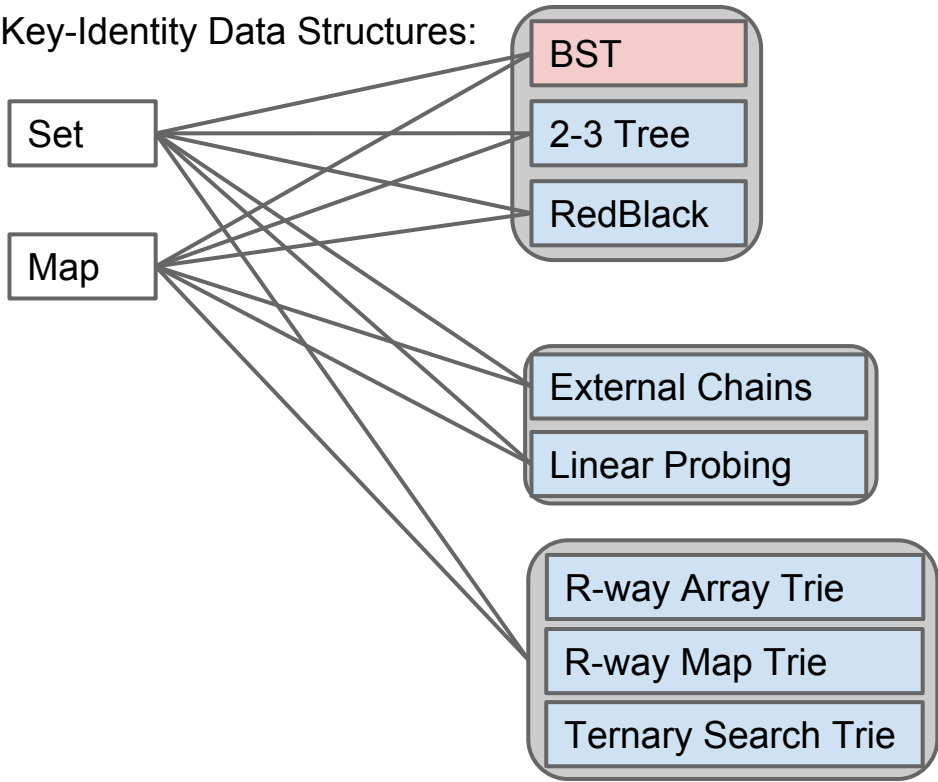 Key-Identity Data Structures:
BST
Set
2-3 Tree
RedBlack
Map
External Chains
Linear Probing
R-way Array Trie
R-way Map Trie
Ternary Search Trie